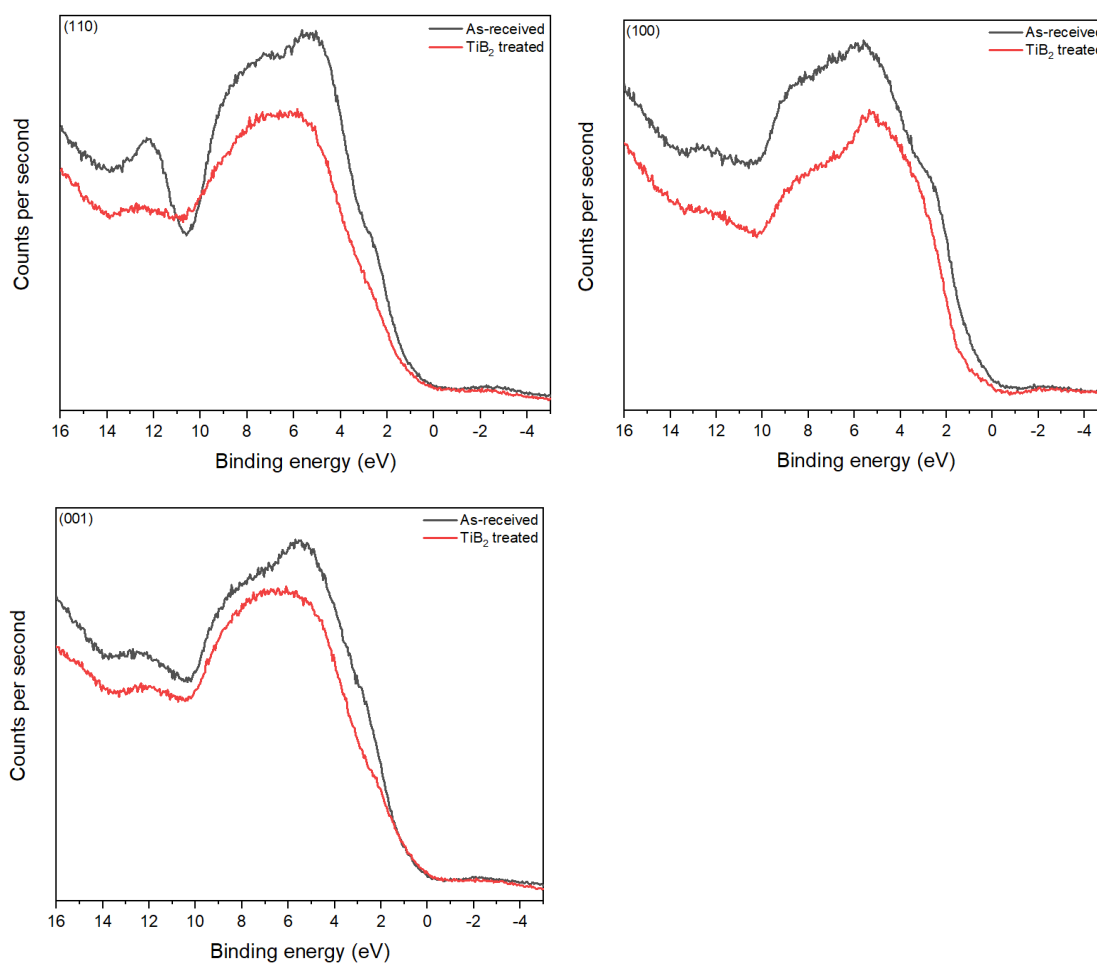 (110)
As-received
TiB₂ treated
Counts per second
16 14 12 10 8 6 4 2 0 -2 -4
Binding energy (eV)
(100)
As-received
TiB₂ treated
Counts per second
16 14 12 10 8 6 4 2 0 -2 -4
Binding energy (eV)
(001)
As-received
TiB₂ treated
Counts per second
16 14 12 10 8 6 4 2 0 -2 -4
Binding energy (eV)